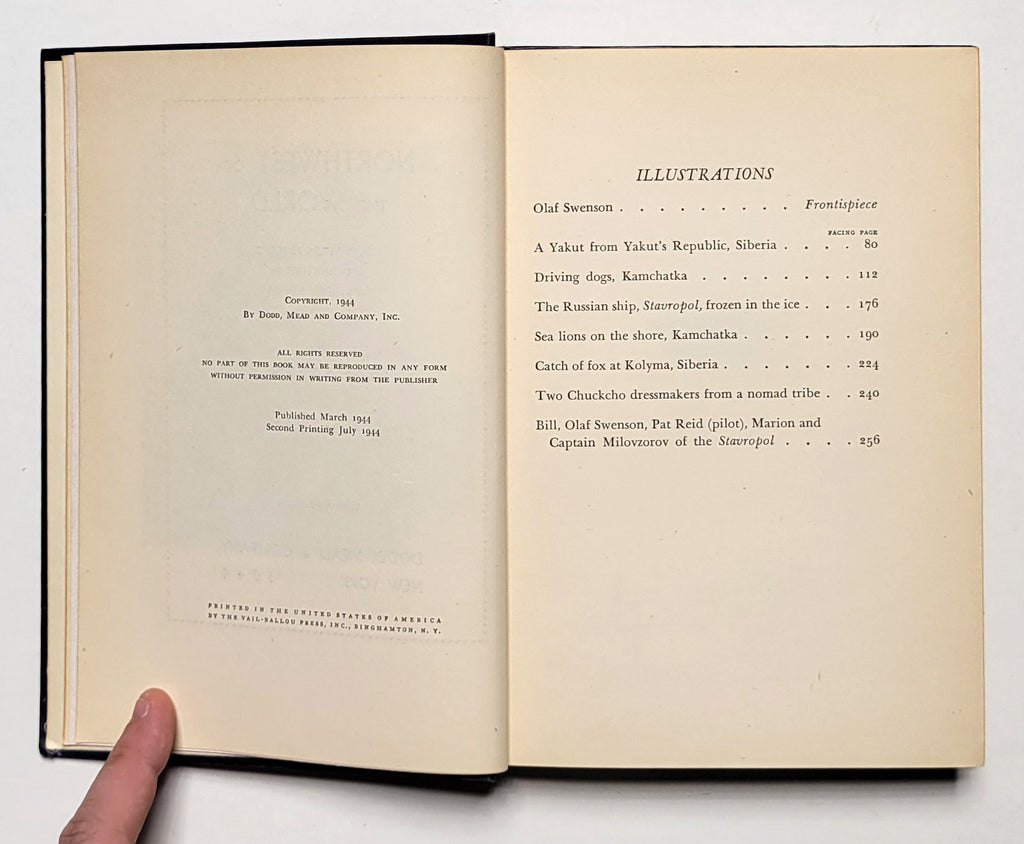 COPYRIGHT, 1944
BY DODD, MEAD AND COMPANY, INC.
ALL RIGHTS RESERVED
NO PART OF THIS BOOK MAY BE REPRODUCED IN ANY FORM
WITHOUT PERMISSION IN WRITING FROM THE PUBLISHER
Published March 1944
Second Printing July 1944
PRINTED IN THE UNITED STATES OF AMERICA
BY THE VAIL-BALLOU PRESS, INC., BINGHAMTON, N. Y.
ILLUSTRATIONS
Olaf Swenson . . . . . . . . . Frontispiece
FACING PAGE
A Yakut from Yakut's Republic, Siberia . . . . 80
Driving dogs, Kamchatka . . . . . . . . 112
The Russian ship, Stavropol, frozen in the ice . . . 176
Sea lions on the shore, Kamchatka . . . . . . 190
Catch of fox at Kolyma, Siberia . . . . . . . 224
Two Chuckcho dressmakers from a nomad tribe . . 240
Bill, Olaf Swenson, Pat Reid (pilot), Marion and
Captain Milovzorov of the Stavropol . . . . 256